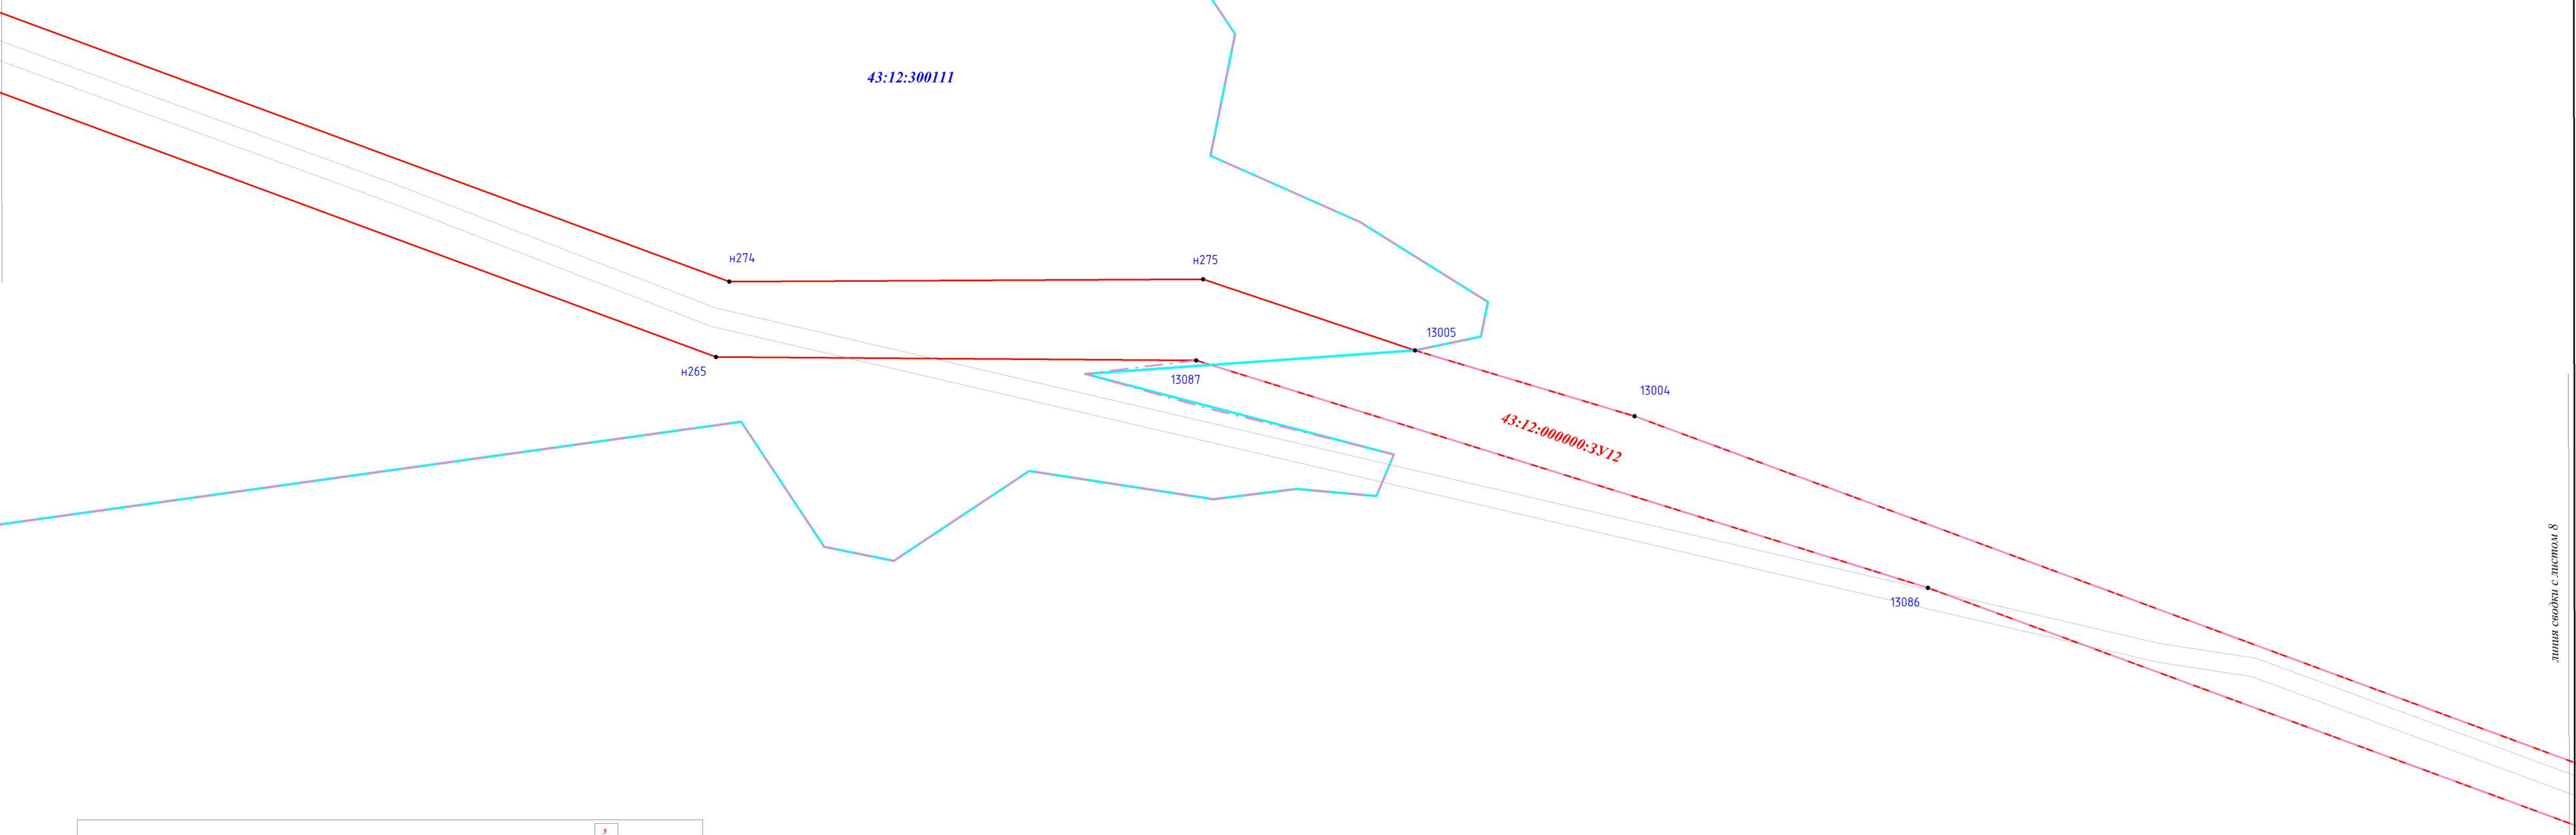 43:12:300111
н274
н275
13005
н265
13087
13004
43:12:000000:ЗУ12
13086
линия сводки с листом 8
5